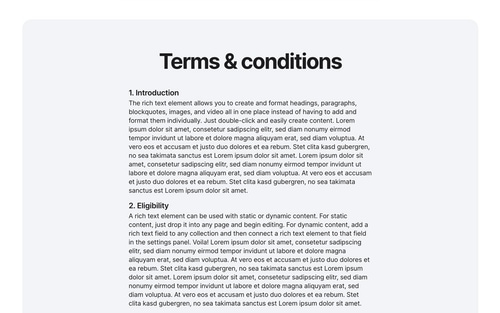 Terms & conditions
1. Introduction
The rich text element allows you to create and format headings, paragraphs,
blockquotes, images, and video all in one place instead of having to add and
format them individually. Just double-click and easily create content. Lorem
ipsum dolor sit amet, consetetur sadipscing elitr, sed diam nonumy eirmod
tempor invidunt ut labore et dolore magna aliquyam erat, sed diam voluptua. At
vero eos et accusam et justo duo dolores et ea rebum. Stet clita kasd gubergren,
no sea takimata sanctus est Lorem ipsum dolor sit amet. Lorem ipsum dolor sit
amet, consetetur sadipscing elitr, sed diam nonumy eirmod tempor invidunt ut
labore et dolore magna aliquyam erat, sed diam voluptua. At vero eos et accusam
et justo duo dolores et ea rebum. Stet clita kasd gubergren, no sea takimata
sanctus est Lorem ipsum dolor sit amet.
2. Eligibility
A rich text element can be used with static or dynamic content. For static
content, just drop it into any page and begin editing. For dynamic content, add a
rich text field to any collection and then connect a rich text element to that field
in the settings panel. Voila! Lorem ipsum dolor sit amet, consetetur sadipscing
elitr, sed diam nonumy eirmod tempor invidunt ut labore et dolore magna
aliquyam erat, sed diam voluptua. At vero eos et accusam et justo duo dolores et
ea rebum. Stet clita kasd gubergren, no sea takimata sanctus est Lorem ipsum
dolor sit amet. Lorem ipsum dolor sit amet, consetetur sadipscing elitr, sed diam
nonumy eirmod tempor invidunt ut labore et dolore magna aliquyam erat, sed
diam voluptua. At vero eos et accusam et justo duo dolores et ea rebum. Stet
clita kasd gubergren, no sea takimata sanctus est Lorem ipsum dolor sit amet.